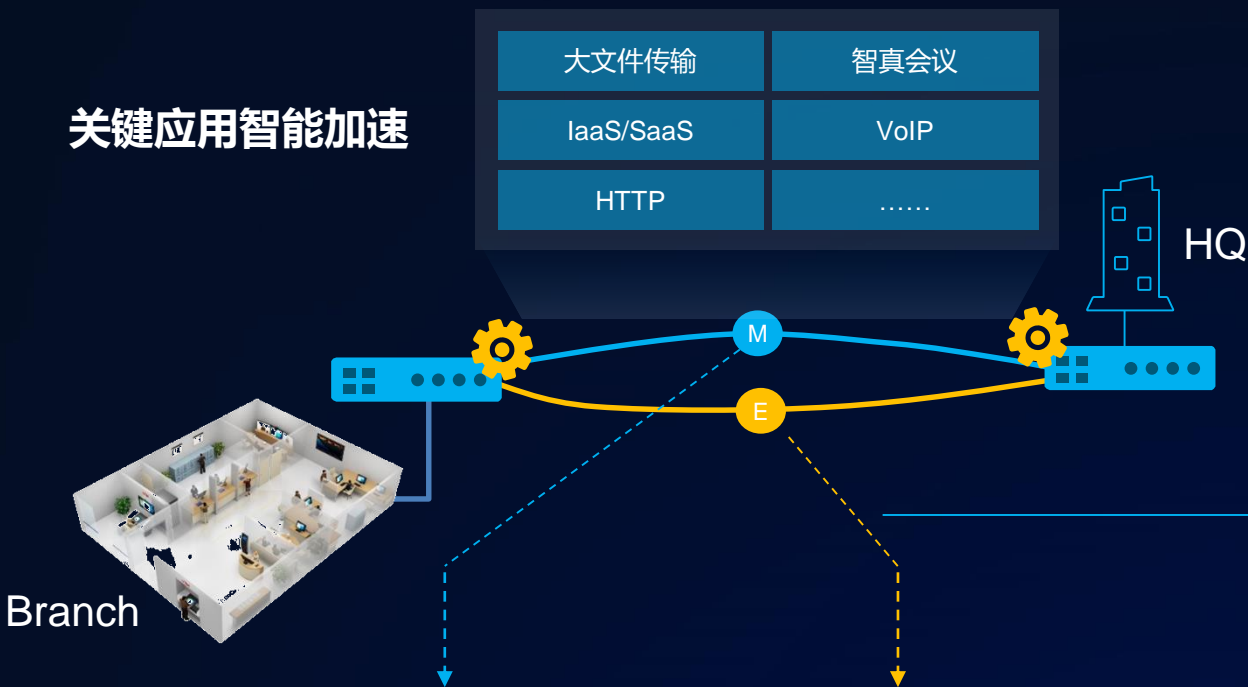 关键应用智能加速
大文件传输
智真会议
IaaS/SaaS
VoIP
HTTP
……
HQ
M
E
Branch